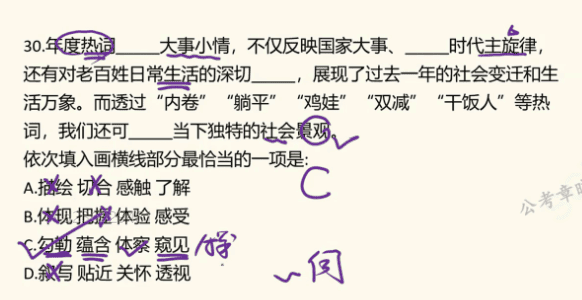 30.年度热词_____大事小情，不仅反映国家大事、_____时代主旋律，
还有对老百姓日常生活的深切_____，展现了过去一年的社会变迁和生
活万象。而透过“内卷”“躺平”“鸡娃”“双减”“干饭人”等热
词，我们还可_____当下独特的社会景观。
依次填入画横线部分最恰当的一项是:
C
A.描绘 切合 感触 了解
B.体现 把握 体验 感受
C.勾勒 蕴含 体察 窥见
D.叙写 贴近 关怀 透视
公考章